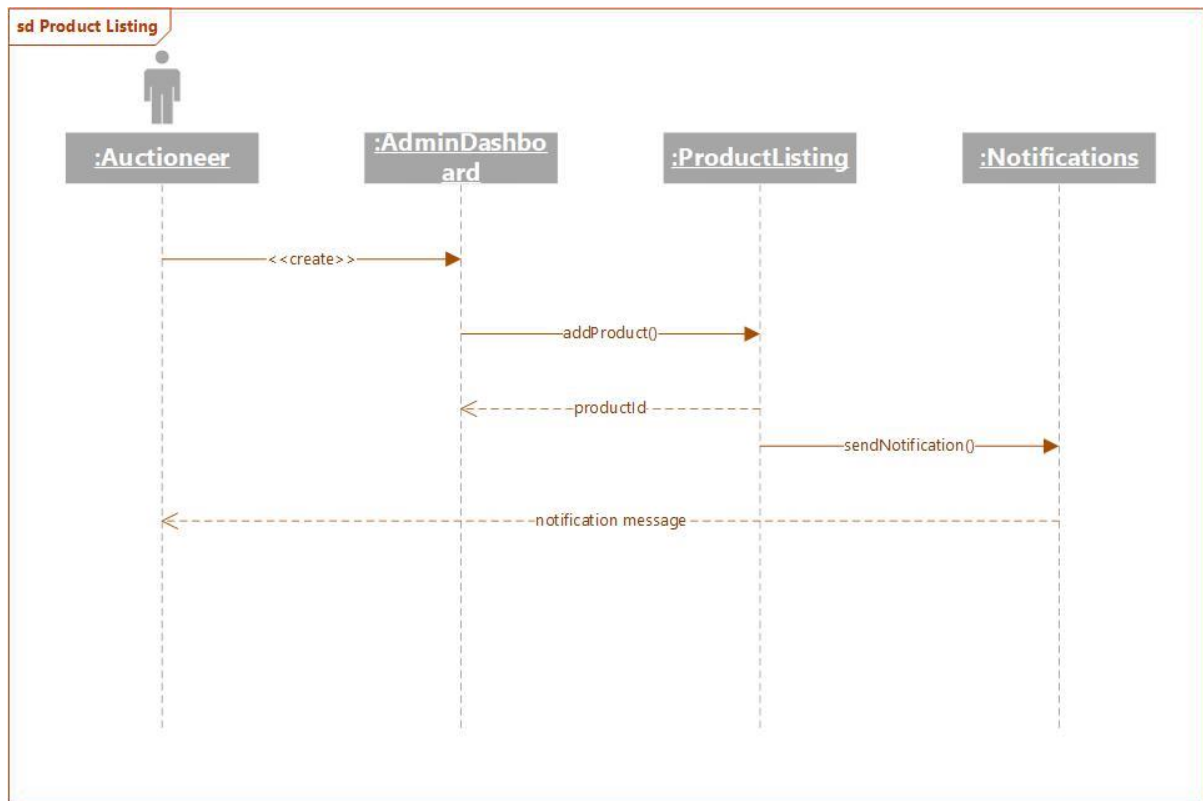 sd Product Listing
:Auctioneer
:AdminDashbo
ard
:ProductListing
:Notifications
<<create>>
addProduct()
productId
sendNotification()
notification message